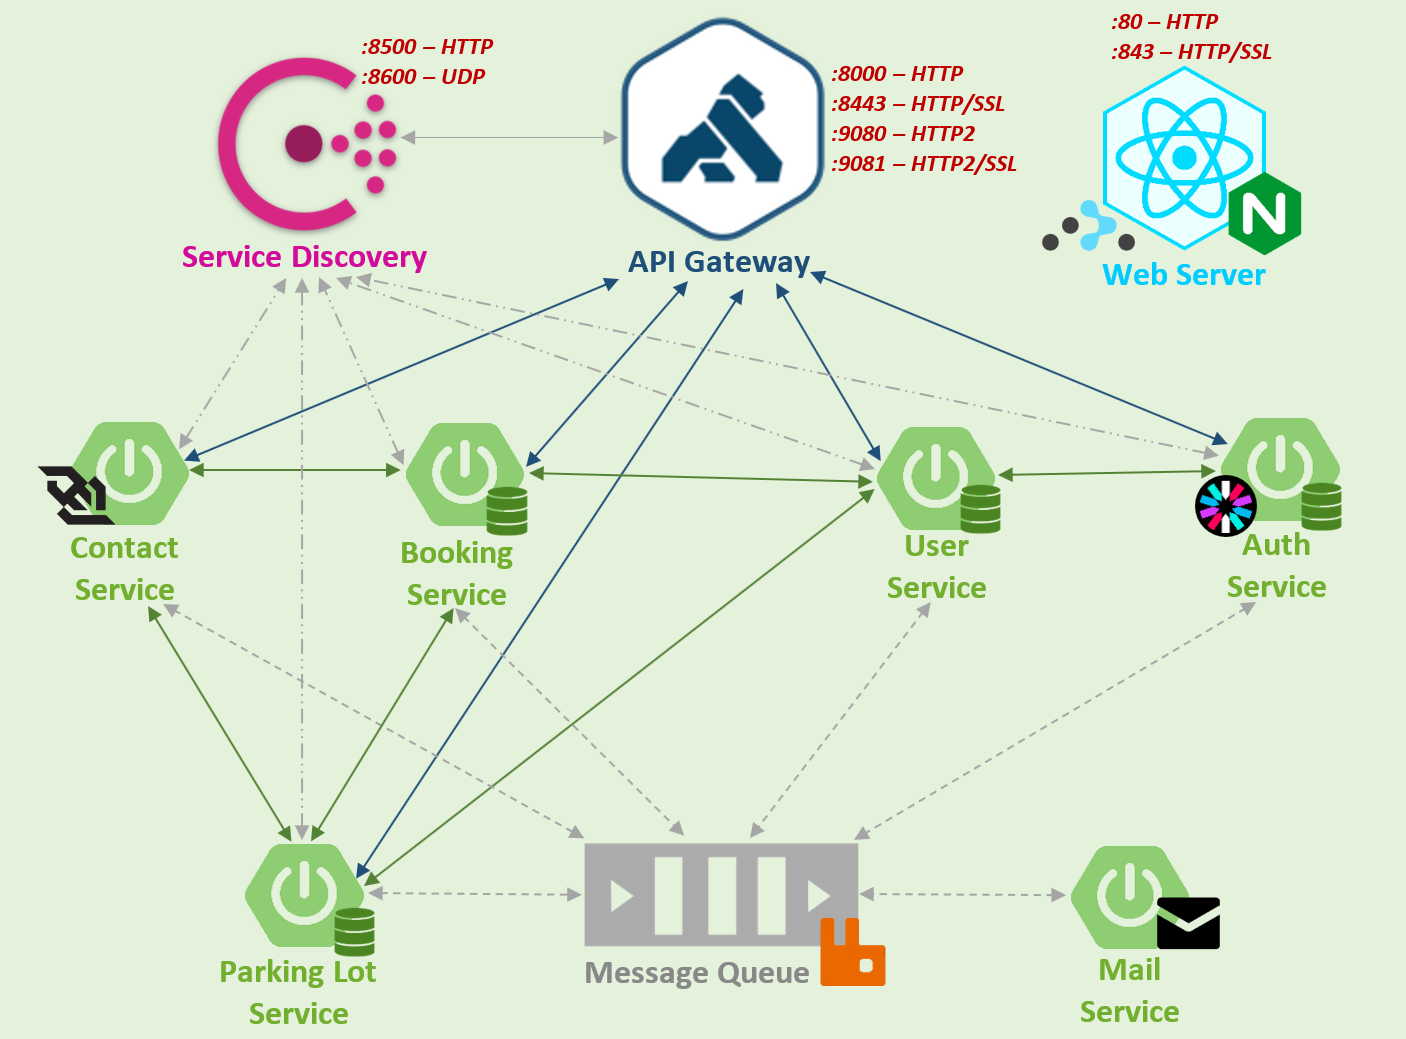 :8500 – HTTP
:8600 – UDP
Service Discovery
:8000 – HTTP
:8443 – HTTP/SSL
:9080 – HTTP2
:9081 – HTTP2/SSL
API Gateway
:80 – HTTP
:843 – HTTP/SSL
N
Web Server
Contact
Service
Booking
Service
User
Service
Auth
Service
Parking Lot
Service
Message Queue
Mail
Service